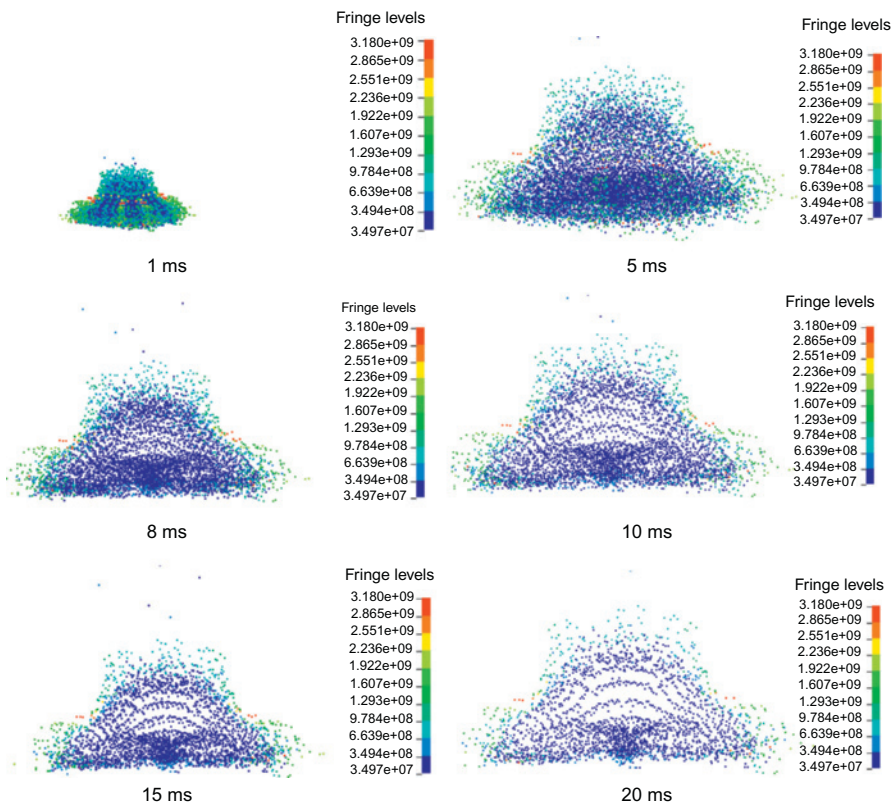 Fringe levels
3.180e+09
2.865e+09
2.551e+09
2.236e+09
1.922e+09
1.607e+09
1.293e+09
9.784e+08
6.639e+08
3.494e+08
3.497e+07
1 ms
Fringe levels
3.180e+09
2.865e+09
2.551e+09
2.236e+09
1.922e+09
1.607e+09
1.293e+09
9.784e+08
6.639e+08
3.494e+08
3.497e+07
5 ms
Fringe levels
3.180e+09
2.865e+09
2.551e+09
2.236e+09
1.922e+09
1.607e+09
1.293e+09
9.784e+08
6.639e+08
3.494e+08
3.497e+07
8 ms
Fringe levels
3.180e+09
2.865e+09
2.551e+09
2.236e+09
1.922e+09
1.607e+09
1.293e+09
9.784e+08
6.639e+08
3.494e+08
3.497e+07
10 ms
Fringe levels
3.180e+09
2.865e+09
2.551e+09
2.236e+09
1.922e+09
1.607e+09
1.293e+09
9.784e+08
6.639e+08
3.494e+08
3.497e+07
15 ms
Fringe levels
3.180e+09
2.865e+09
2.551e+09
2.236e+09
1.922e+09
1.607e+09
1.293e+09
9.784e+08
6.639e+08
3.494e+08
3.497e+07
20 ms